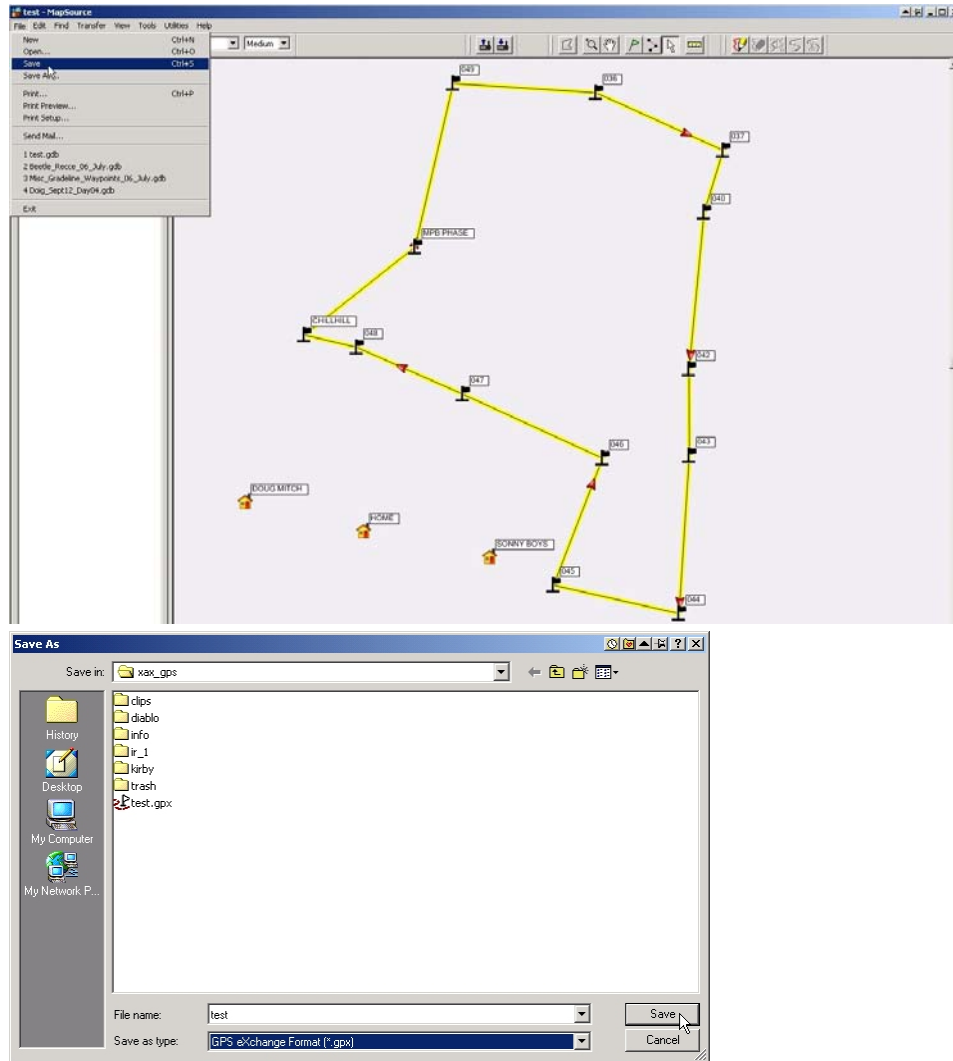 test - MapSource
File Edit Find Transfer View Tools Utilities Help
New Ctrl+N
Open... Ctrl+O
Save Ctrl+S
Save As...
Print... Ctrl+P
Print Preview...
Print Setup...
Send Mail...
1 test.gdb
2 Beetle_Recce_06_July.gdb
3 Misc_Gradeline_Waypoints_06_July.gdb
4 Doig_Sept12_Day04.gdb
Exit
Medium
049
036
037
040
MPB PHASE
CHILLHILL
048
042
047
043
046
DOUG MITCH
HOME
SONNY BOYS
045
044
Save As
Save in: xax_gps
History
Desktop
My Computer
My Network P...
clips
diablo
info
ir_1
kirby
trash
test.gpx
File name: test
Save
Save as type: GPS eXchange Format (*.gpx)
Cancel